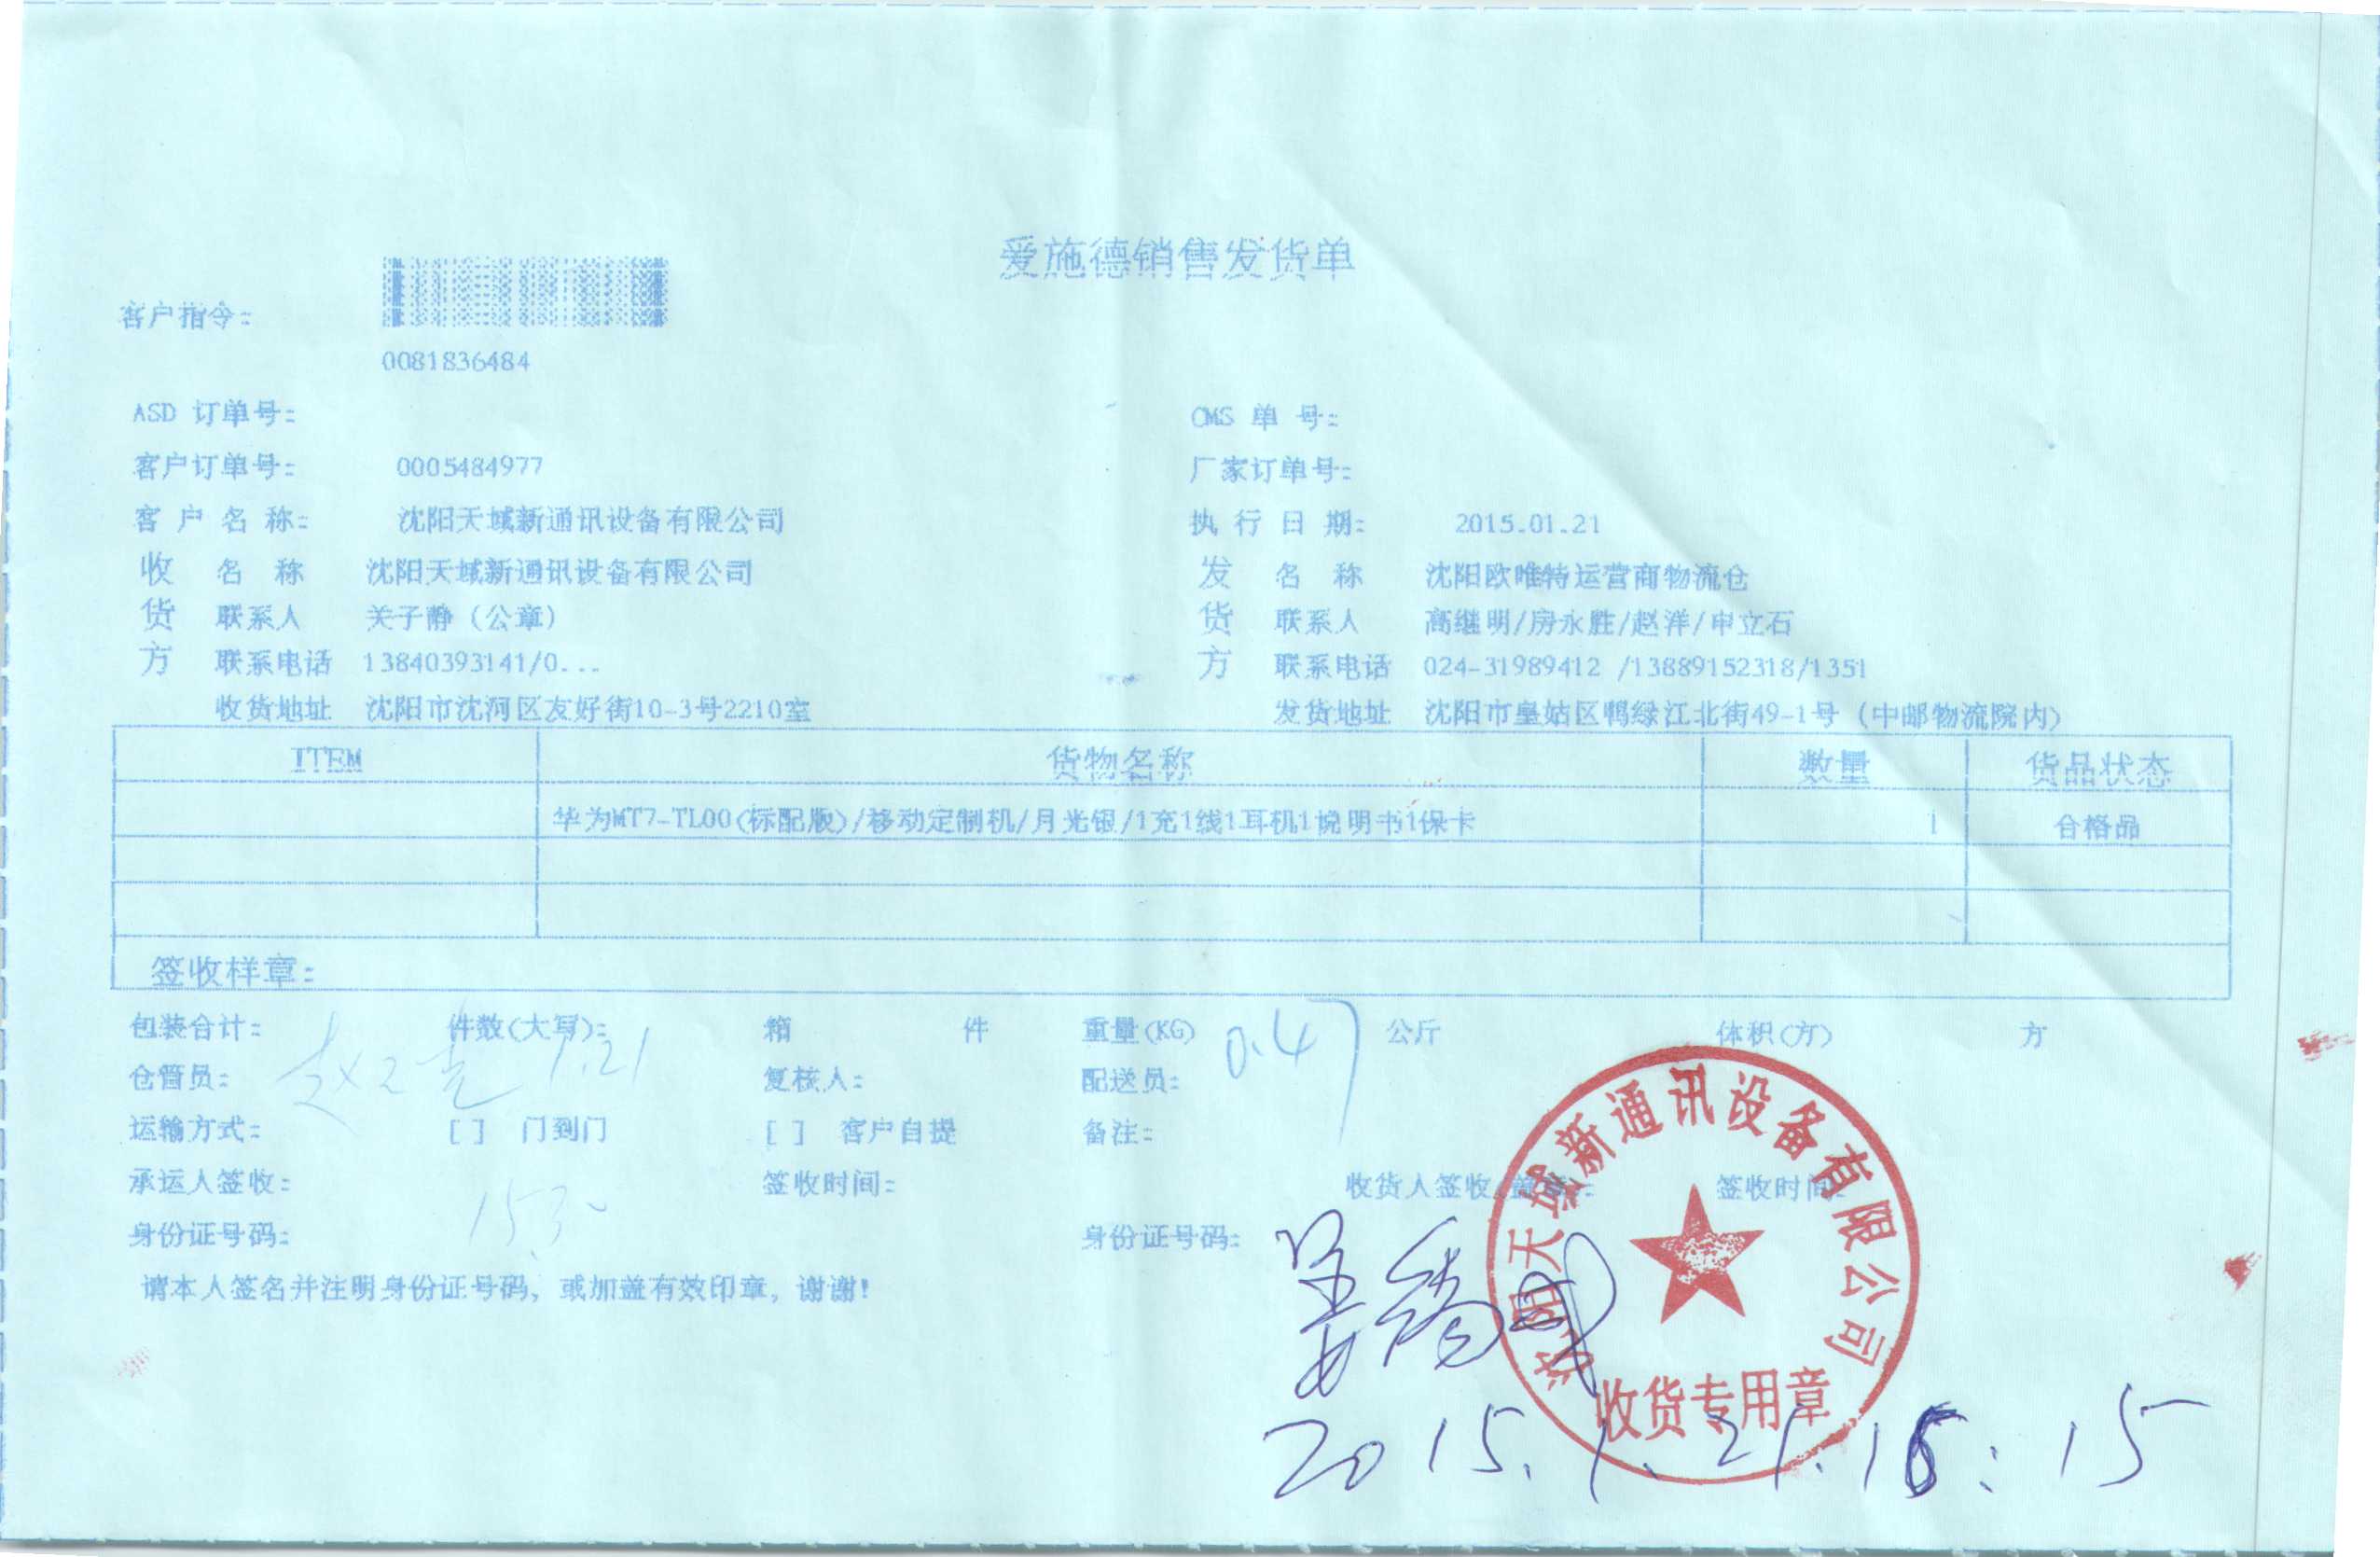 爱施德销售发货单
客户指令:
0081836484
ASD 订单号: CMS 单 号:
客户订单号: 0005484977 厂家订单号:
客 户 名 称: 沈阳天域新通讯设备有限公司 执 行 日 期: 2015.01.21
收 名 称 沈阳天域新通讯设备有限公司 发 名 称 沈阳欧唯特运营商物流仓
货 联系人 关子静(公章) 货 联系人 高继明/房永胜/赵洋/申立石
方 联系电话 13840393141/0... 方 联系电话 024-31989412 /13889152318/1351
收货地址 沈阳市沈河区友好街10-3号2210室 发货地址 沈阳市皇姑区鸭绿江北街49-1号(中邮物流院内)
ITEM 货物名称 数量 货品状态
华为MT7-TL00(标配版)/移动定制机/月光银/1充1线1耳机1说明书1保卡 1 合格品
签收样章:
包装合计: 件数(大写): 箱 件 重量(KG) 0.47 公斤 体积(方) 方
仓管员: 1.21 复核人: 配送员:
运输方式: [ ] 门到门 [ ] 客户自提 备注:
承运人签收: 签收时间: 收货人签收/盖章: 签收时间:
身份证号码: 1530 身份证号码:
请本人签名并注明身份证号码, 或加盖有效印章, 谢谢!
沈阳天域新通讯设备有限公司
收货专用章
2015.1.21.16:15